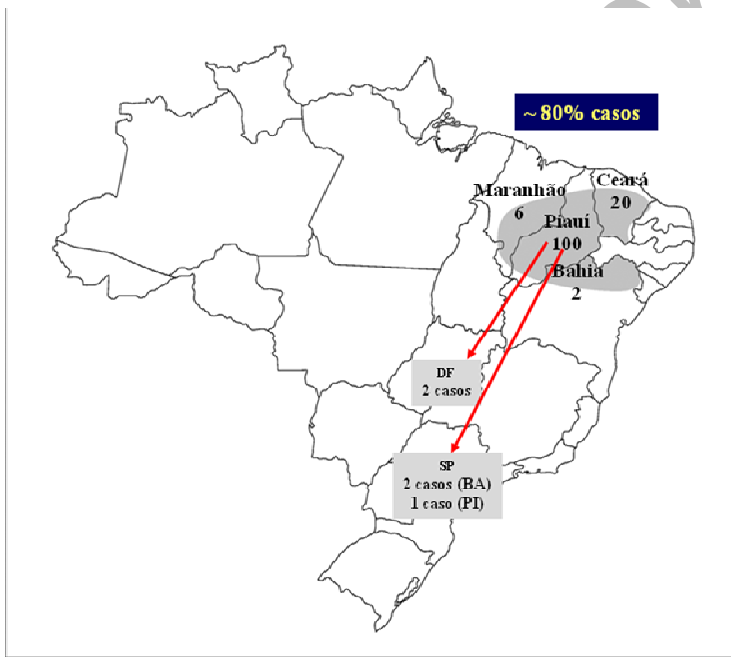 ~ 80% casos
Ceará
20
Maranhão
6
Piauí
100
Bahia
2
DF
2 casos
SP
2 casos (BA)
1 caso (PI)